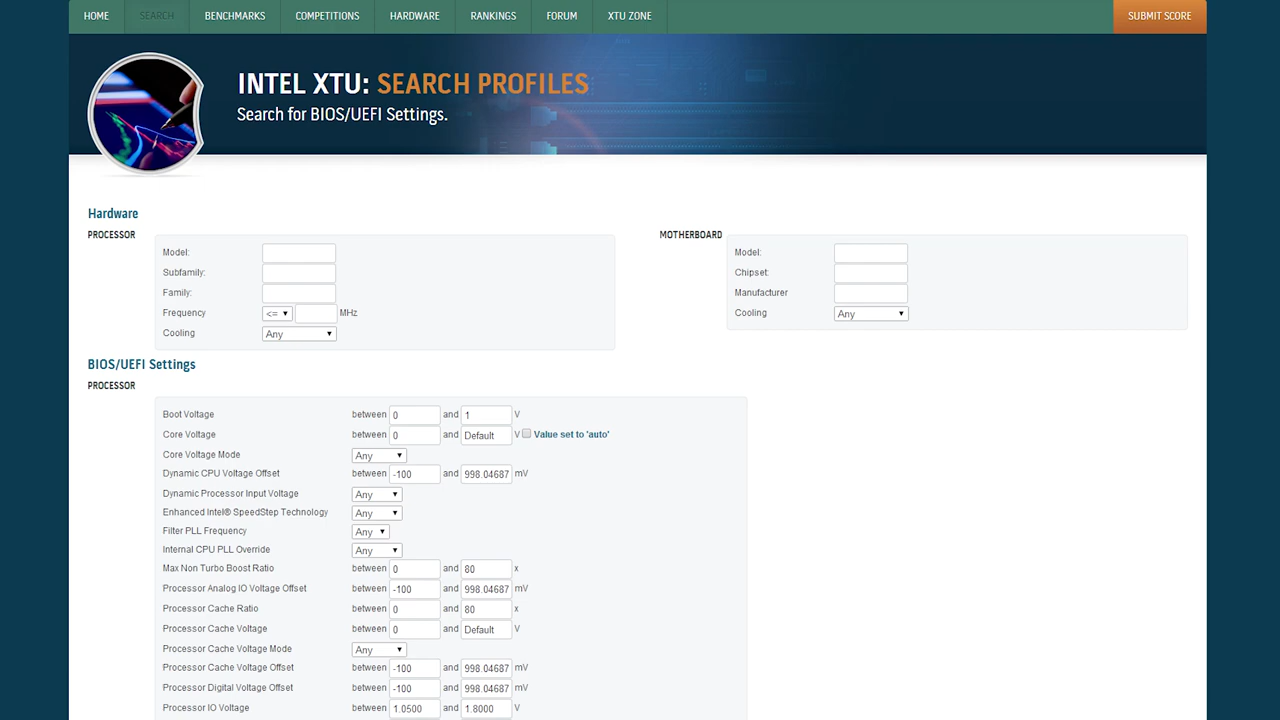 HOME SEARCH BENCHMARKS COMPETITIONS HARDWARE RANKINGS FORUM XTU ZONE SUBMIT SCORE
INTEL XTU: SEARCH PROFILES
Search for BIOS/UEFI Settings.
Hardware
PROCESSOR
Model:
Subfamily:
Family:
Frequency <= MHz
Cooling Any
MOTHERBOARD
Model:
Chipset:
Manufacturer
Cooling Any
BIOS/UEFI Settings
PROCESSOR
Boot Voltage between 0 and 1 V
Core Voltage between 0 and Default V Value set to 'auto'
Core Voltage Mode Any
Dynamic CPU Voltage Offset between -100 and 998.04687 mV
Dynamic Processor Input Voltage Any
Enhanced Intel® SpeedStep Technology Any
Filter PLL Frequency Any
Internal CPU PLL Override Any
Max Non Turbo Boost Ratio between 0 and 80 x
Processor Analog IO Voltage Offset between -100 and 998.04687 mV
Processor Cache Ratio between 0 and 80 x
Processor Cache Voltage between 0 and Default V
Processor Cache Voltage Mode Any
Processor Cache Voltage Offset between -100 and 998.04687 mV
Processor Digital Voltage Offset between -100 and 998.04687 mV
Processor IO Voltage between 1.0500 and 1.8000 V